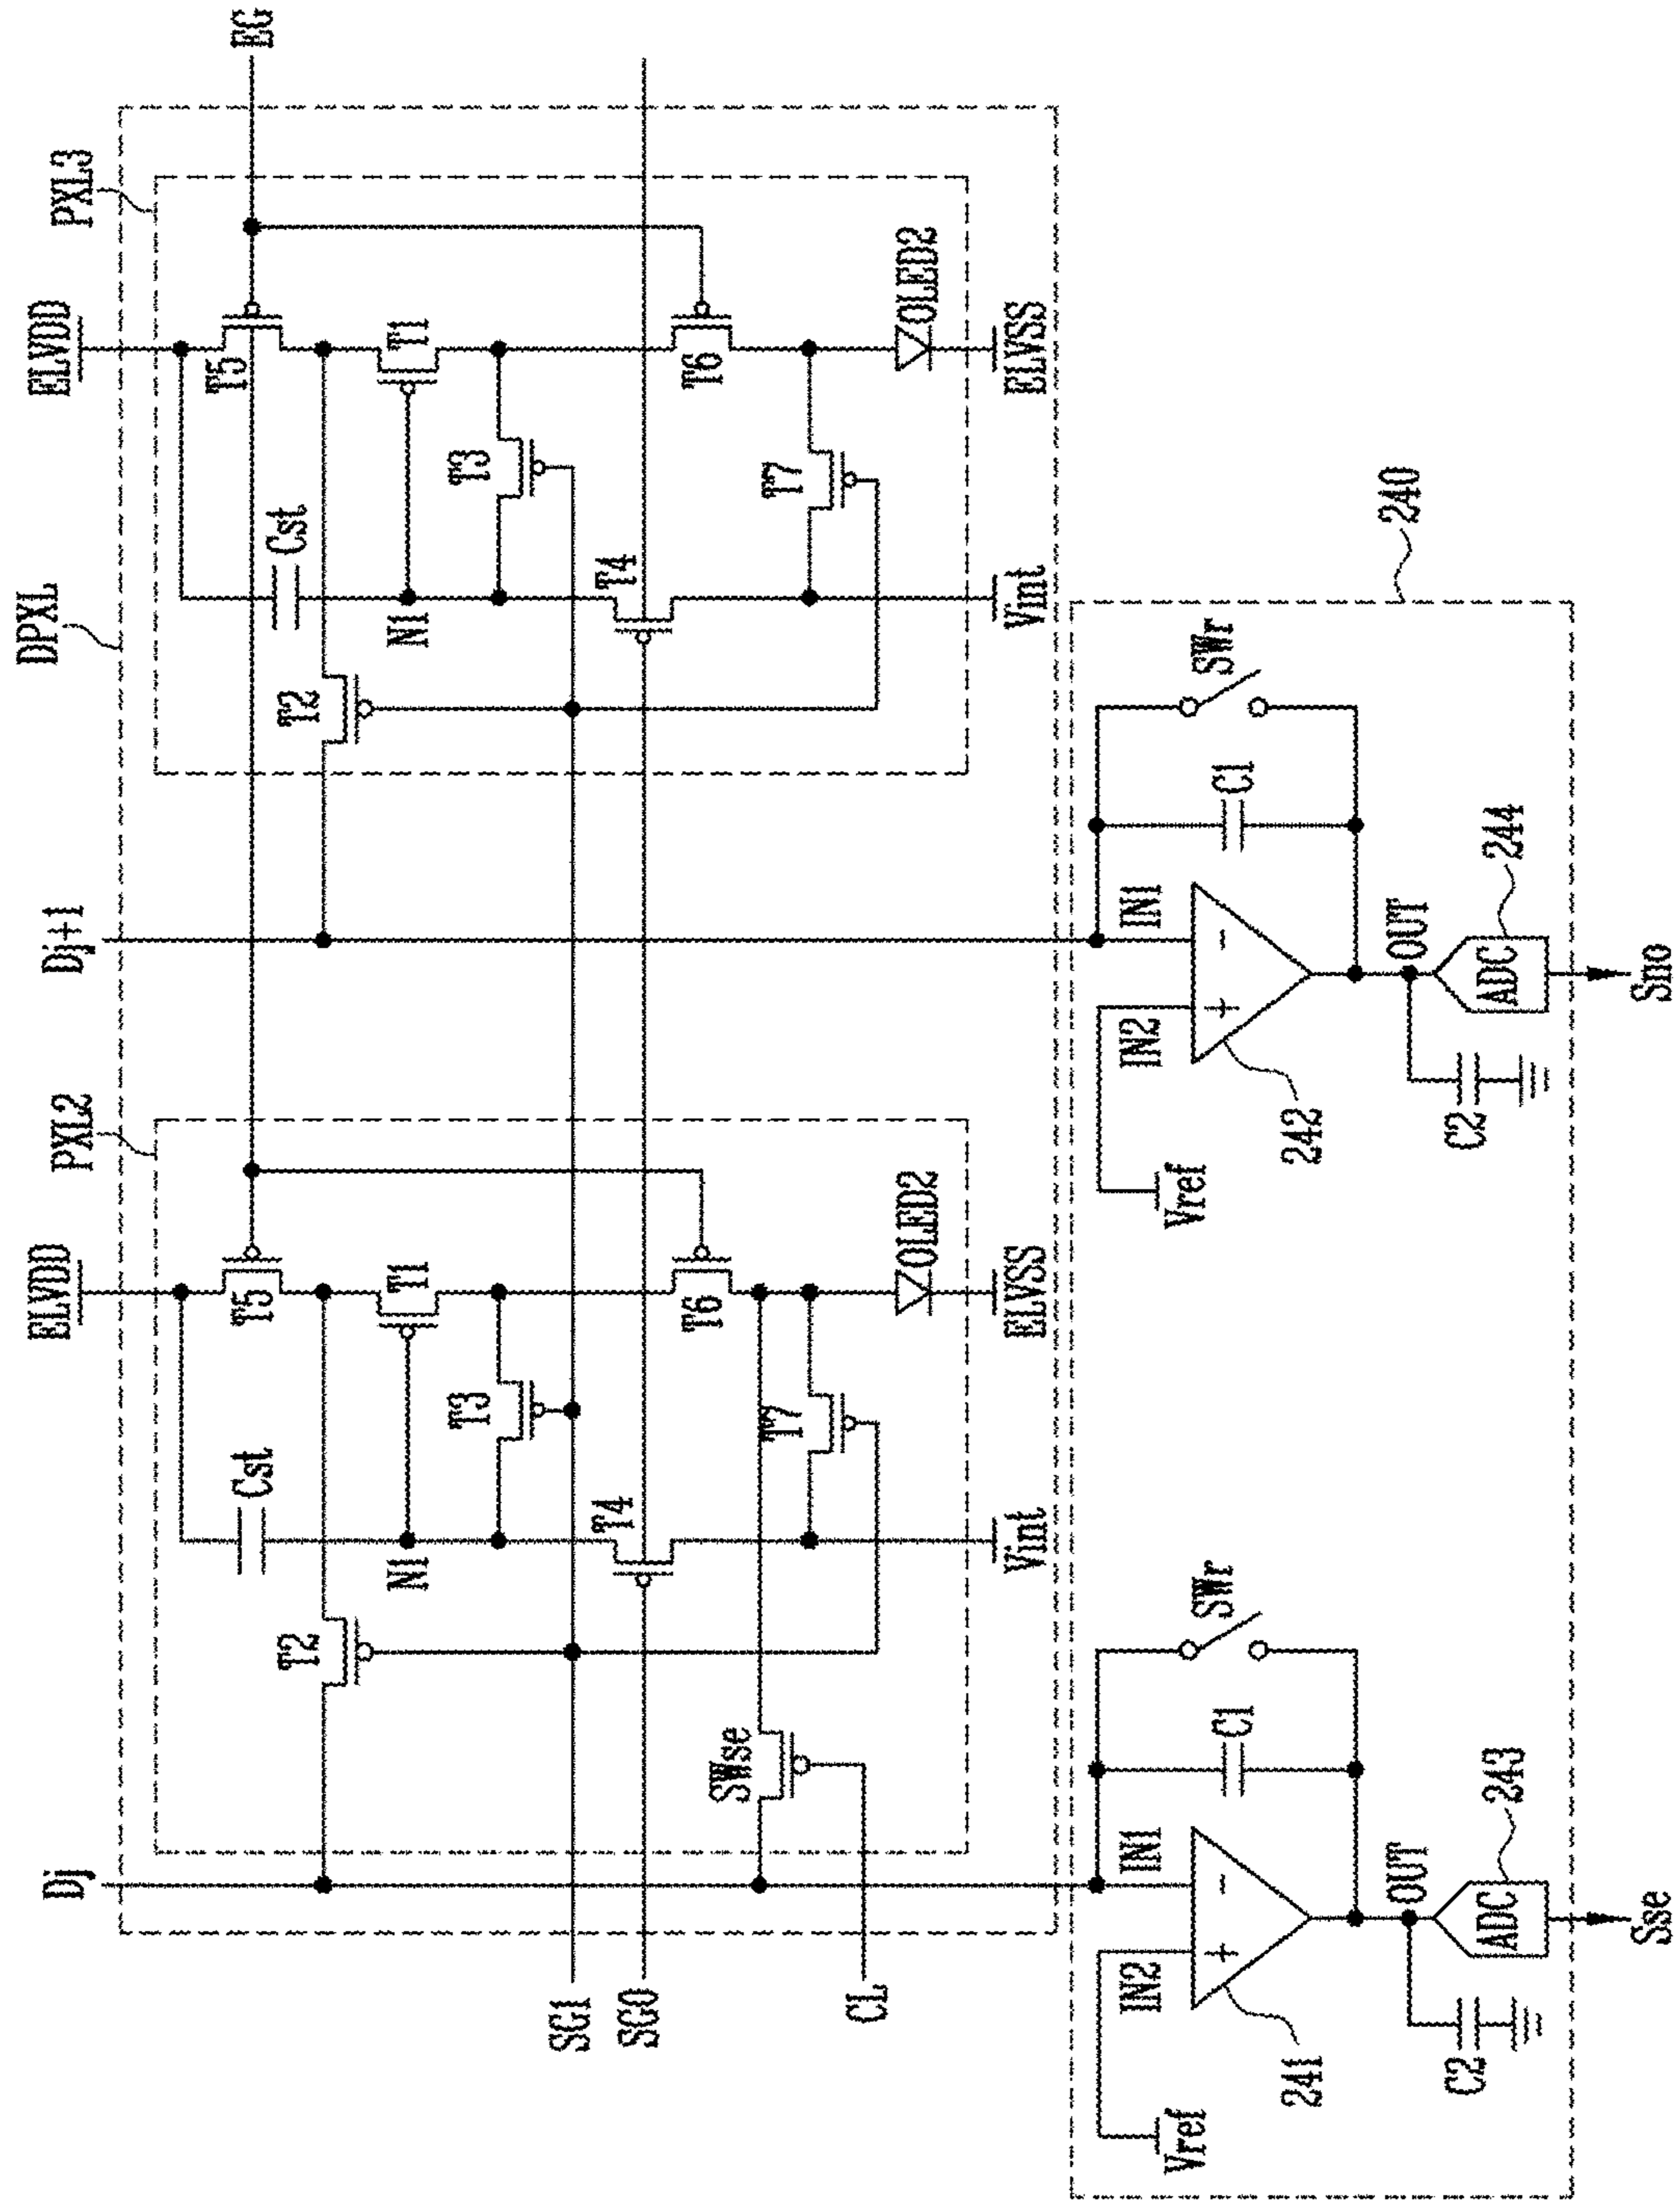 DPXL
PXL2
PXL3
Dj
ELVDD
Dj+1
ELVDD
EG
T5
T5
Cst
Cst
T2
T1
T2
T1
N1
N1
T3
T3
SG1
SG0
T4
T4
T6
T6
SWse
T7
T7
CL
OLED2
OLED2
Vint
ELVSS
Vint
ELVSS
240
IN2
IN1
IN2
IN1
Vref
Vref
SWr
SWr
C1
C1
241
242
OUT
OUT
C2
C2
ADC
ADC
243
244
Sse
Sno